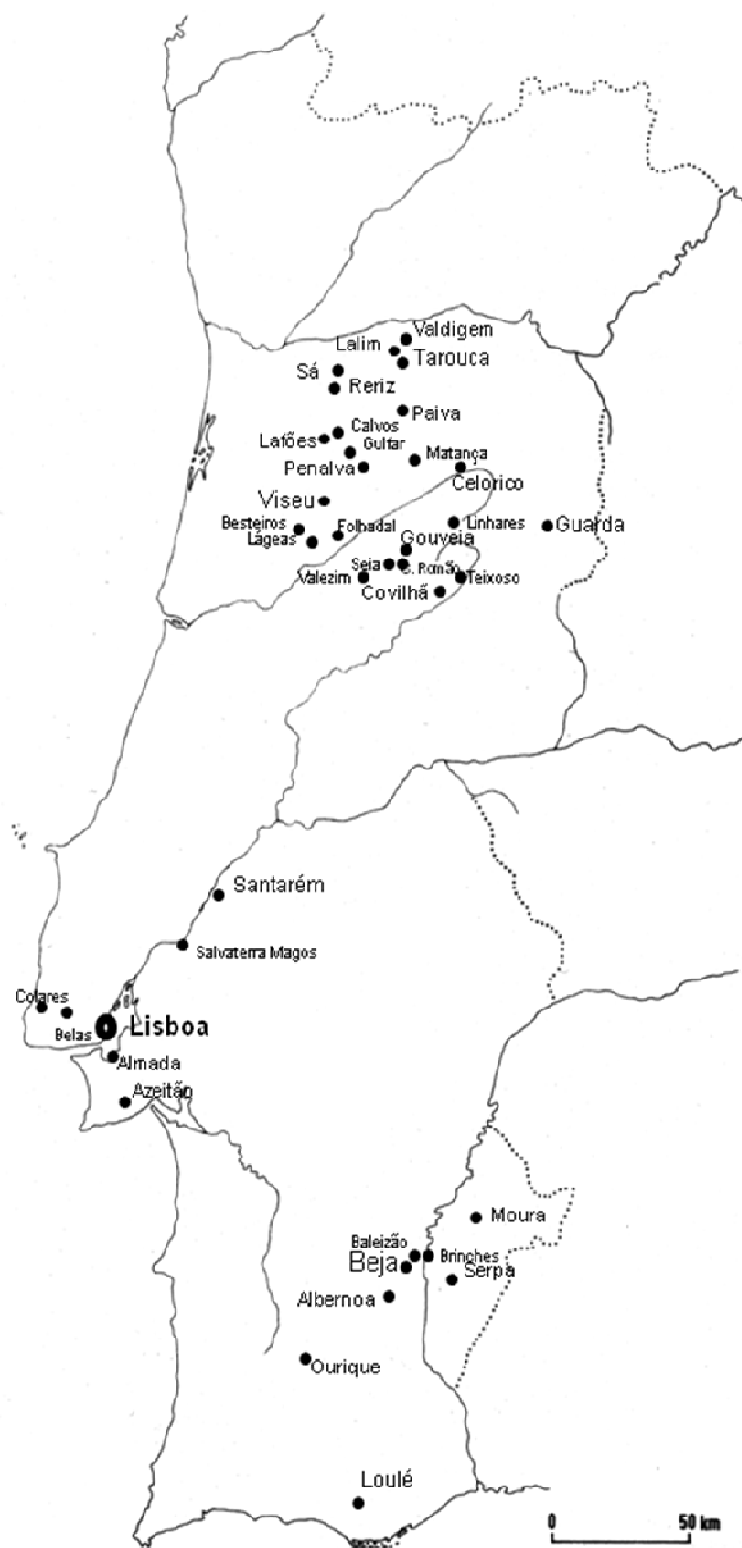 Valdigem
Lalim
Tarouca
Sá
Reriz
Paiva
Calvos
Lafões
Gulfar
Matança
Penalva
Celorico
Viseu
Besteiros
Folhadal
Linhares
Guarda
Lágeas
Gouveia
Seia
S. Romão
Valezim
Teixoso
Covilhã
Santarém
Salvaterra Magos
Colares
Belas
Lisboa
Almada
Azeitão
Moura
Baleizão
Brinches
Beja
Serpa
Albernoa
Ourique
Loulé
0 50 km